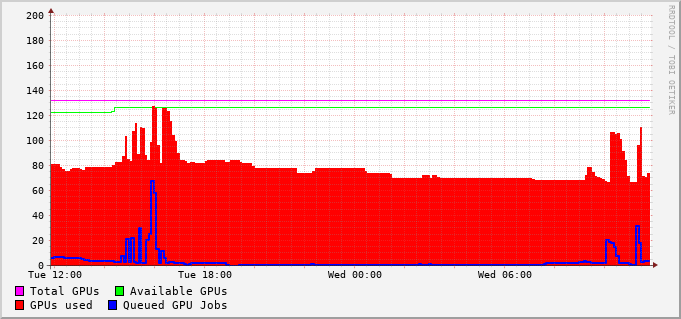 200
180
160
140
120
100
80
60
40
20
0
Tue 12:00 Tue 18:00 Wed 00:00 Wed 06:00
Total GPUs Available GPUs
GPUs used Queued GPU Jobs
RRDTOOL / TOBI OETIKER